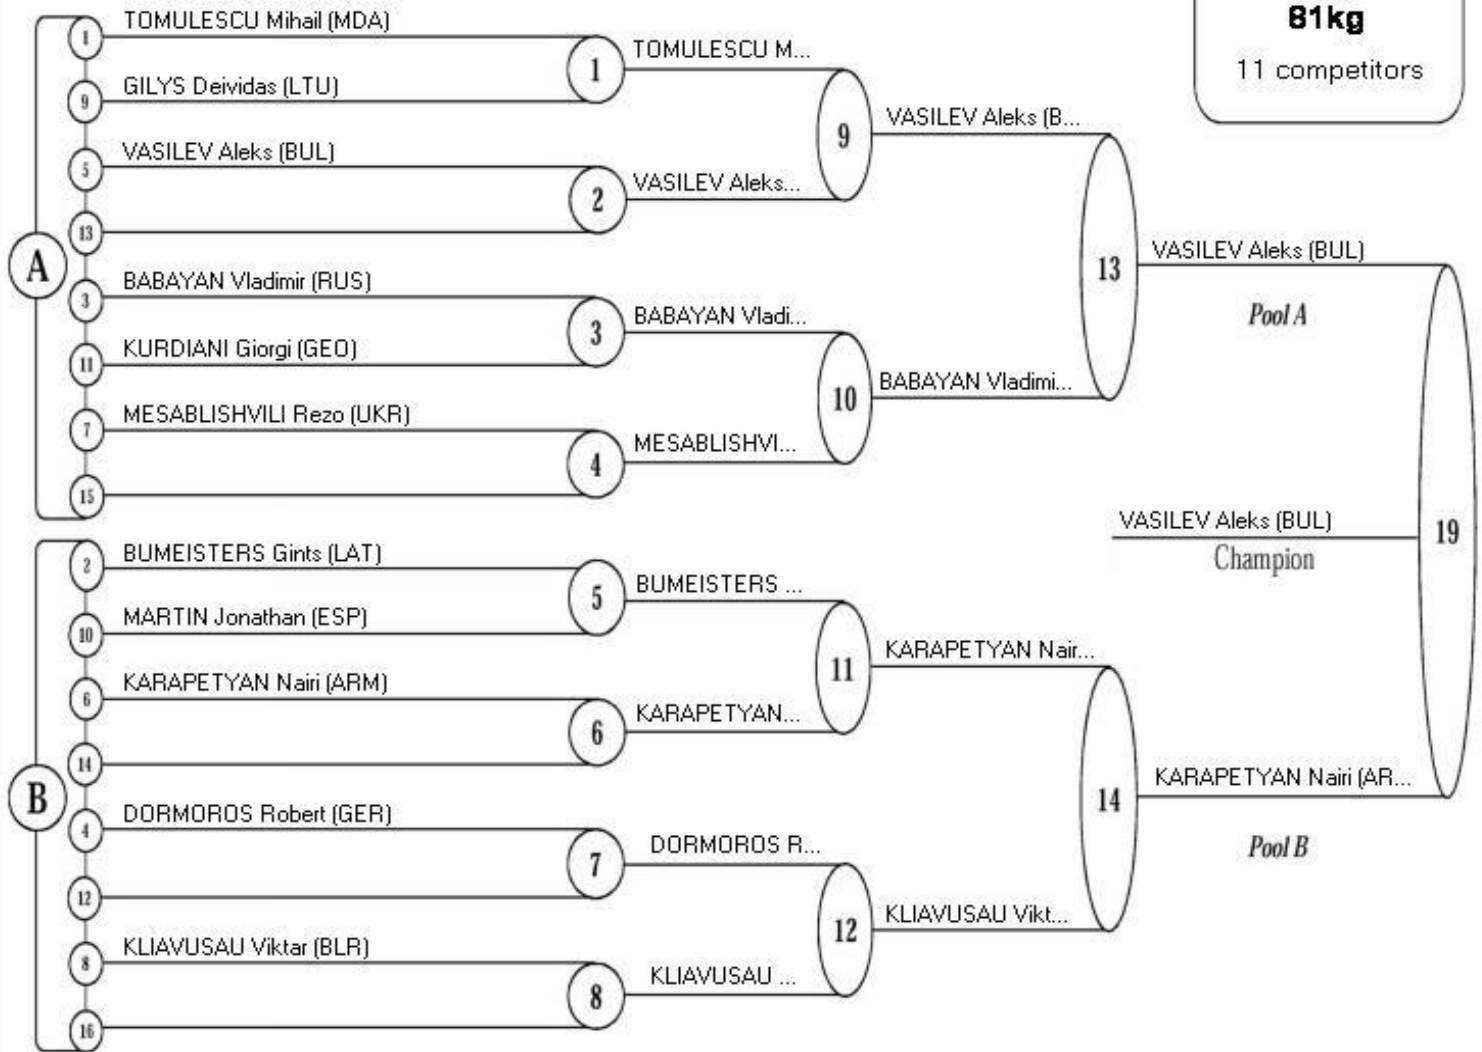 81kg
11 competitors
A
1
TOMULESCU Mihail (MDA)
9
GILYS Deividas (LTU)
5
VASILEV Aleks (BUL)
13
3
BABAYAN Vladimir (RUS)
11
KURDIANI Giorgi (GEO)
7
MESABLISHVILI Rezo (UKR)
15
B
2
BUMEISTERS Gints (LAT)
10
MARTIN Jonathan (ESP)
6
KARAPETYAN Nairi (ARM)
14
4
DORMOROS Robert (GER)
12
8
KLIAVUSAU Viktar (BLR)
16
1
TOMULESCU M...
2
VASILEV Aleks...
3
BABAYAN Vladi...
4
MESABLISHVI...
5
BUMEISTERS ...
6
KARAPETYAN...
7
DORMOROS R...
8
KLIAVUSAU ...
9
VASILEV Aleks (B...
10
BABAYAN Vladimi...
11
KARAPETYAN Nair...
12
KLIAVUSAU Vikt...
13
VASILEV Aleks (BUL)
Pool A
14
KARAPETYAN Nairi (AR...
Pool B
19
VASILEV Aleks (BUL)
Champion